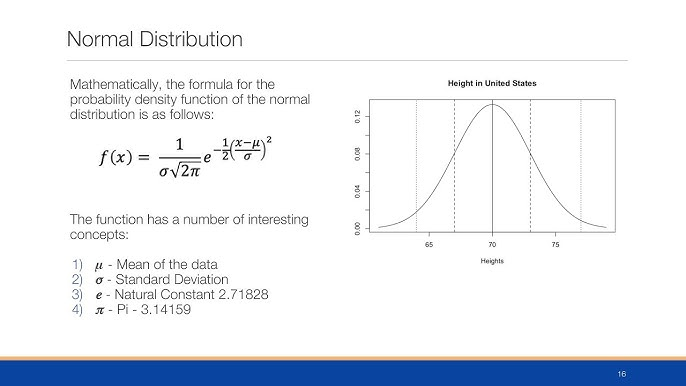 Normal Distribution
Mathematically, the formula for the
probability density function of the normal
distribution is as follows:
f(x) = 1/(σ√2π) e^(-1/2((x-μ)/σ)^2)
The function has a number of interesting
concepts:
1) μ - Mean of the data
2) σ - Standard Deviation
3) e - Natural Constant 2.71828
4) π - Pi - 3.14159
Height in United States
0.12
0.08
0.04
0.00
65 70 75
Heights
16